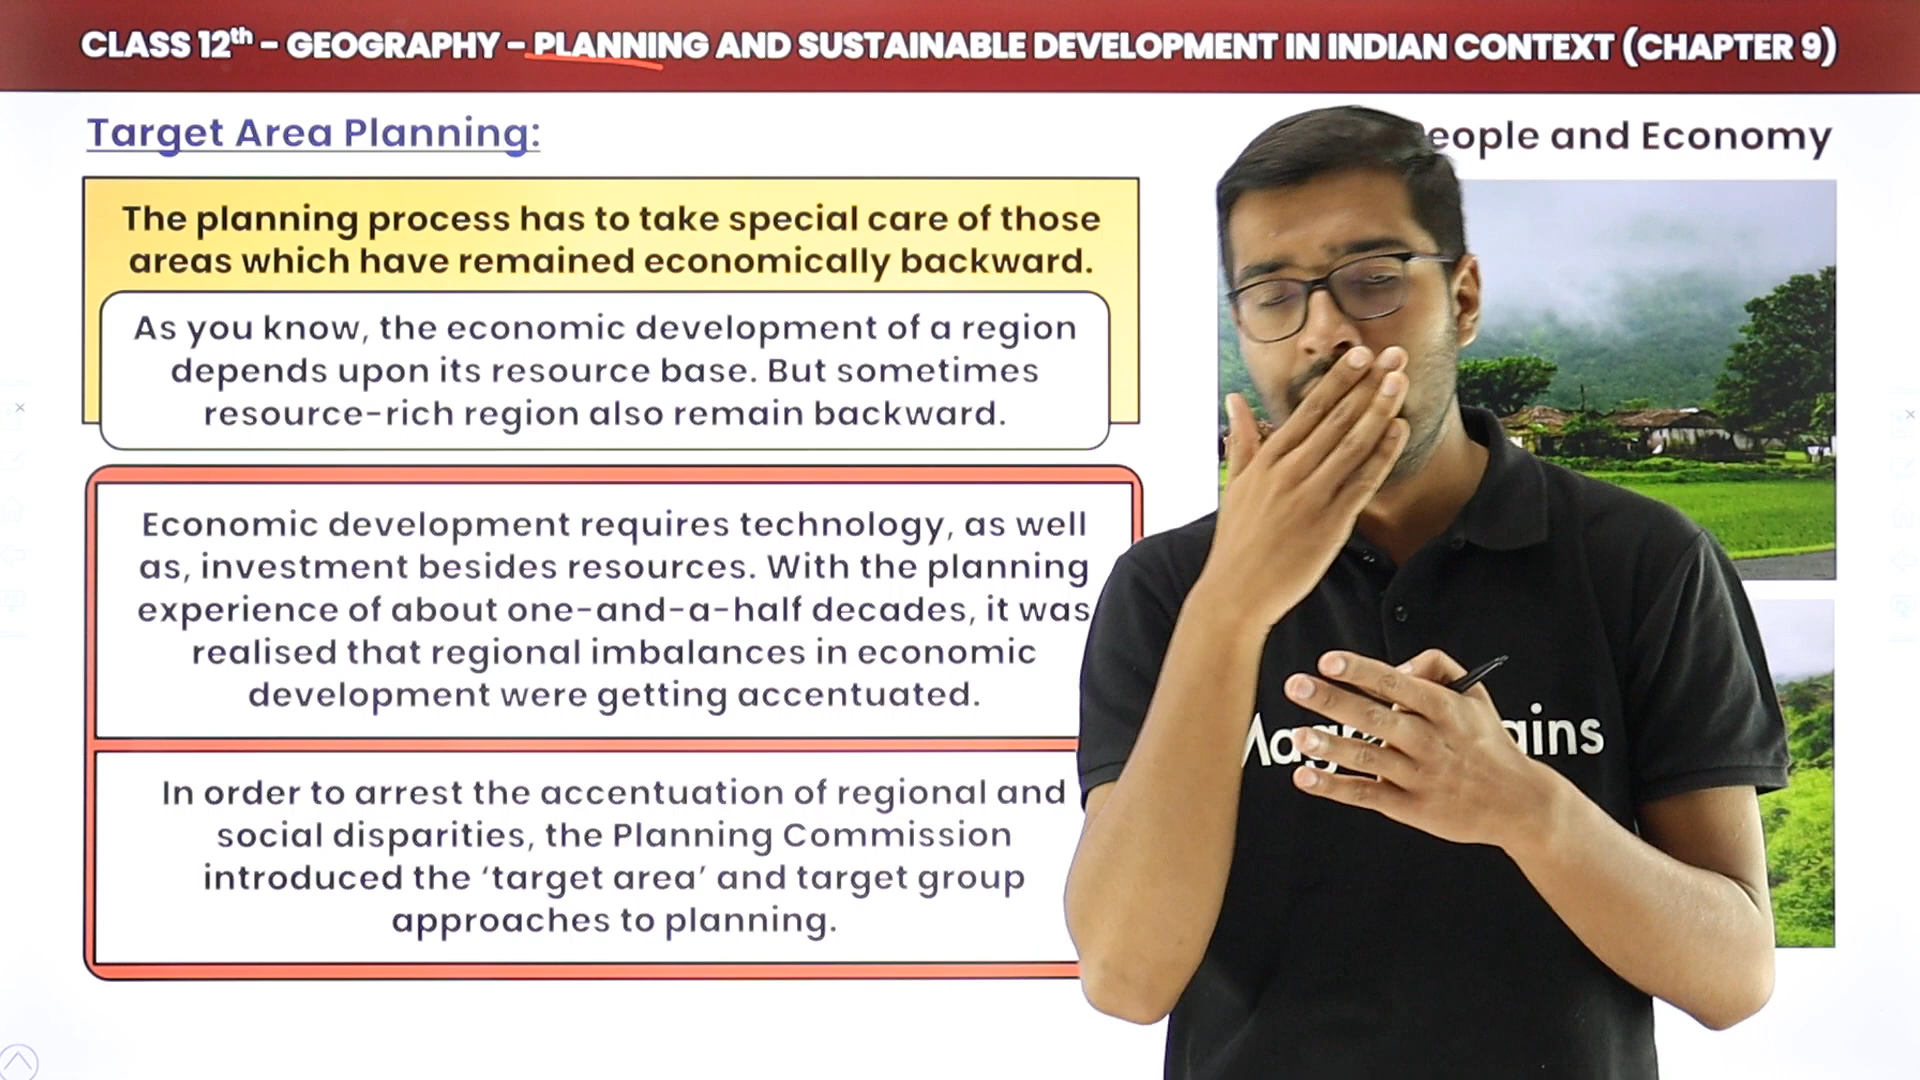 CLASS 12th – GEOGRAPHY – PLANNING AND SUSTAINABLE DEVELOPMENT IN INDIAN CONTEXT (CHAPTER 9)
Target Area Planning:
and Economy
The planning process has to take special care of those
areas which have remained economically backward.
As you know, the economic development of a region
depends upon its resource base. But sometimes
resource-rich region also remain backward.
Economic development requires technology, as well
as, investment besides resources. With the planning
experience of about one-and-a-half decades, it was
realised that regional imbalances in economic
development were getting accentuated.
In order to arrest the accentuation of regional and
social disparities, the Planning Commission
introduced the ‘target area’ and target group
approaches to planning.